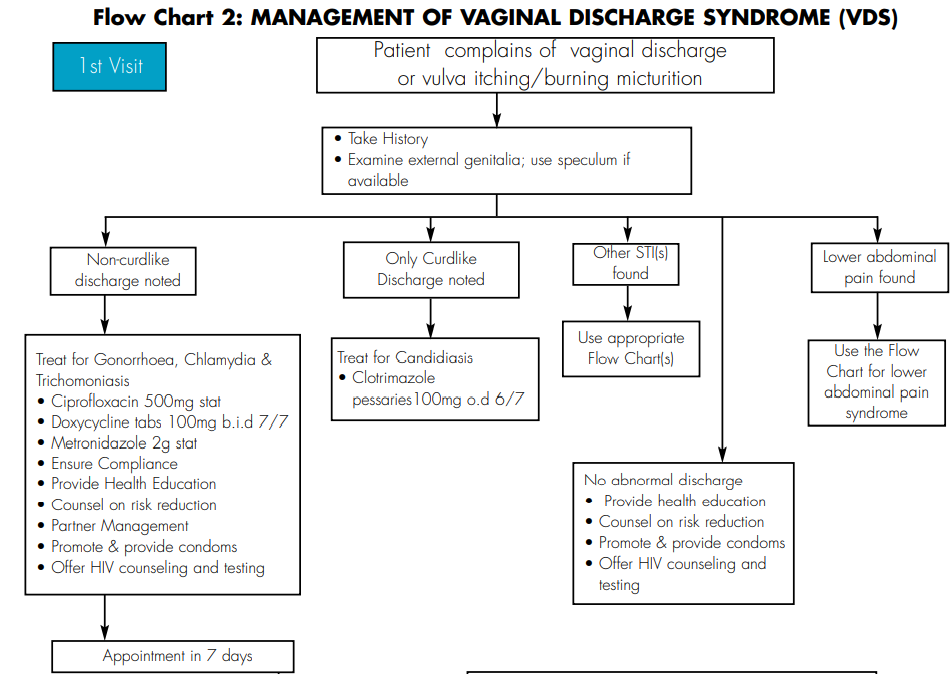 Flow Chart 2: MANAGEMENT OF VAGINAL DISCHARGE SYNDROME (VDS)
1st Visit
Patient complains of vaginal discharge
or vulva itching/burning micturition
• Take History
• Examine external genitalia; use speculum if
available
Non-curdlike
discharge noted
Only Curdlike
Discharge noted
Other STI(s)
found
Lower abdominal
pain found
Treat for Gonorrhoea, Chlamydia &
Trichomoniasis
• Ciprofloxacin 500mg stat
• Doxycycline tabs 100mg b.i.d 7/7
• Metronidazole 2g stat
• Ensure Compliance
• Provide Health Education
• Counsel on risk reduction
• Partner Management
• Promote & provide condoms
• Offer HIV counseling and testing
Treat for Candidiasis
• Clotrimazole
pessaries100mg o.d 6/7
Use appropriate
Flow Chart(s)
Use the Flow
Chart for lower
abdominal pain
syndrome
No abnormal discharge
• Provide health education
• Counsel on risk reduction
• Promote & provide condoms
• Offer HIV counseling and
testing
Appointment in 7 days